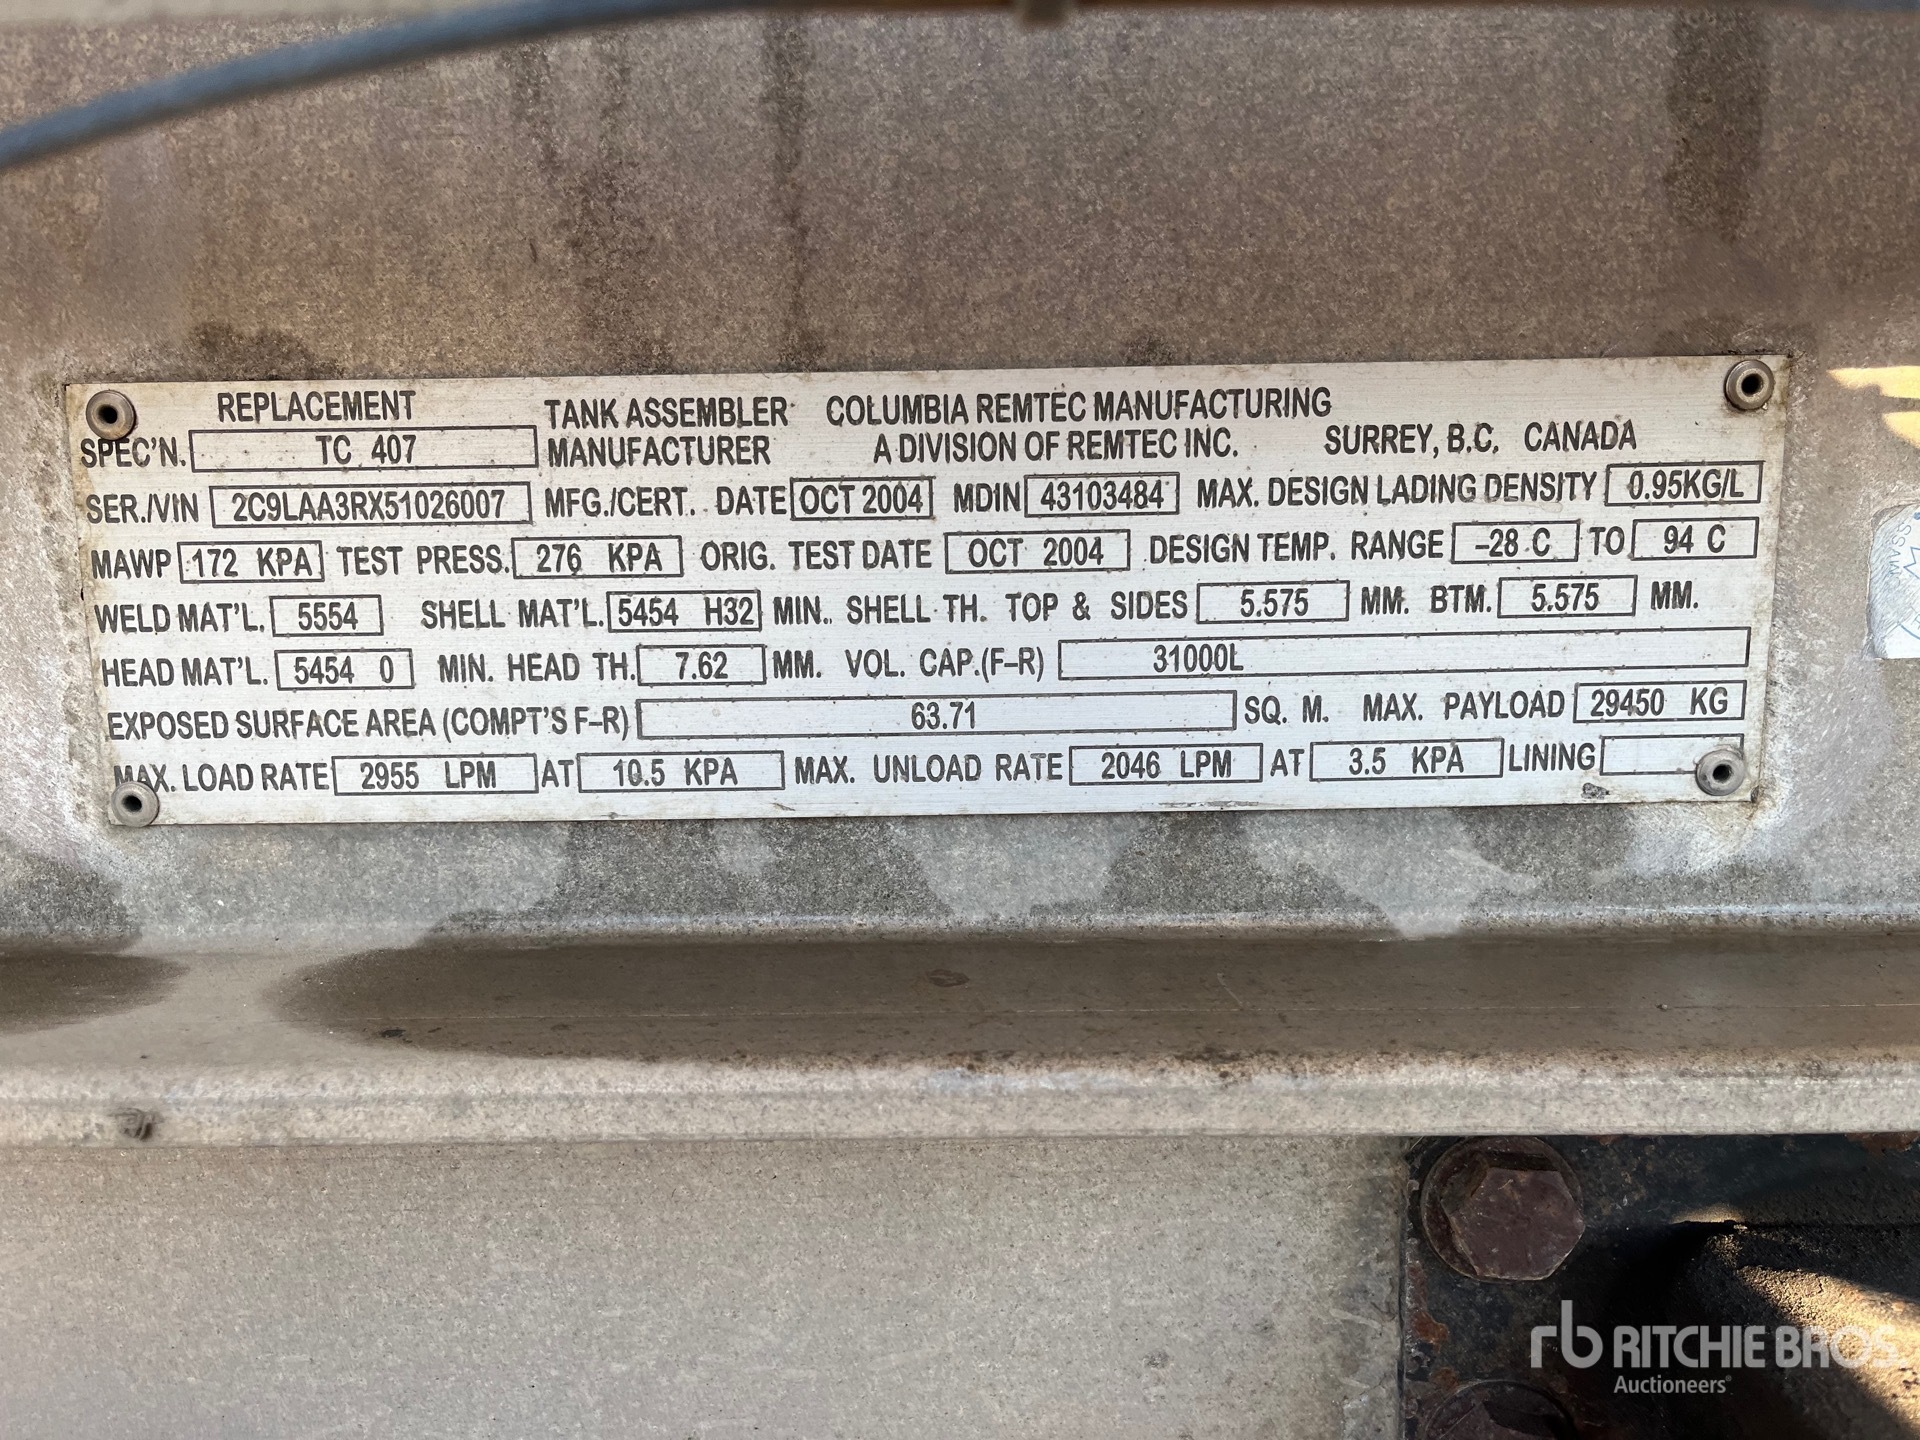 REPLACEMENT TANK ASSEMBLER COLUMBIA REMTEC MANUFACTURING
SPEC'N. TC 407 MANUFACTURER A DIVISION OF REMTEC INC. SURREY, B.C. CANADA
SER./VIN 2C9LAA3RX51026007 MFG./CERT. DATE OCT 2004 MDIN 43103484 MAX. DESIGN LADING DENSITY 0.95KG/L
MAWP 172 KPA TEST PRESS. 276 KPA ORIG. TEST DATE OCT 2004 DESIGN TEMP. RANGE -28 C TO 94 C
WELD MAT'L. 5554 SHELL MAT'L. 5454 H32 MIN. SHELL TH. TOP & SIDES 5.575 MM. BTM. 5.575 MM.
HEAD MAT'L. 5454 0 MIN. HEAD TH. 7.62 MM. VOL. CAP.(F-R) 31000L
EXPOSED SURFACE AREA (COMPT'S F-R) 63.71 SQ. M. MAX. PAYLOAD 29450 KG
MAX. LOAD RATE 2955 LPM AT 10.5 KPA MAX. UNLOAD RATE 2046 LPM AT 3.5 KPA LINING
rb RITCHIE BROS.
Auctioneers